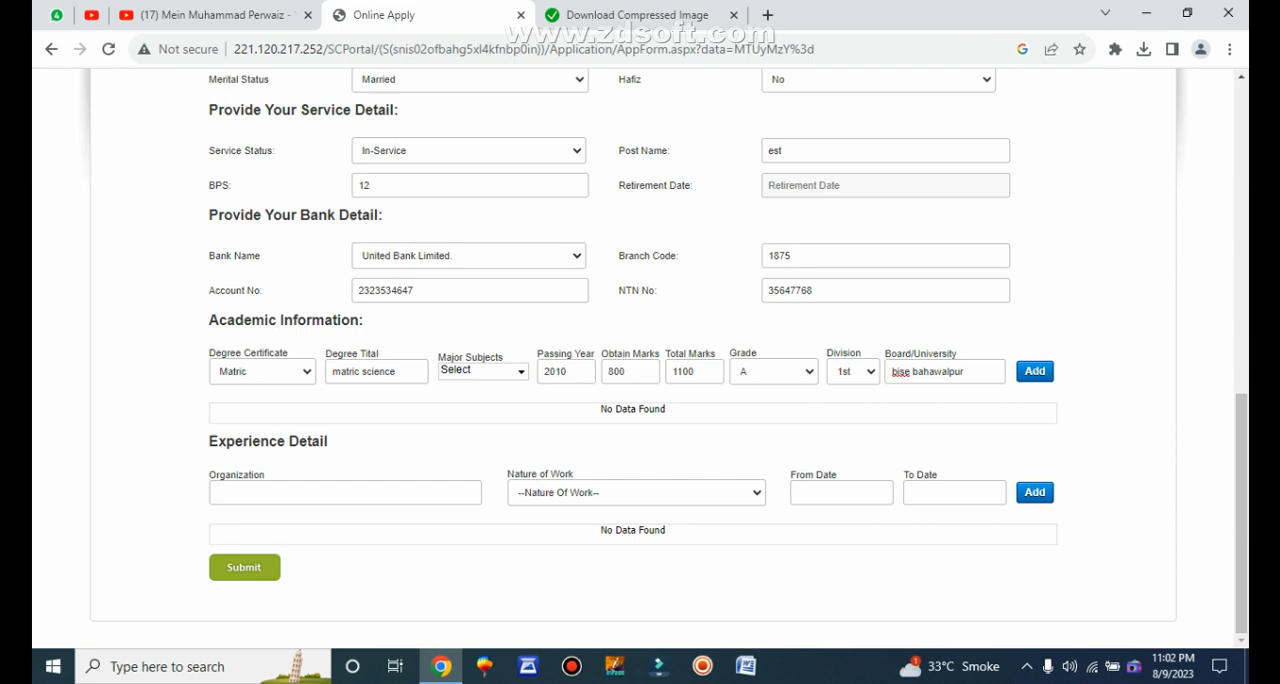 4
(17) Mein Muhammad Perwaiz -
Online Apply
Download Compressed Image
www.zdsoft.com
Not secure
221.120.217.252/SCPortal/(S(snis02ofbahg5xl4kfnbp0in))/Application/AppForm.aspx?data=MTUyMzY%3d
Merital Status
Married
Hafiz
No
Provide Your Service Detail:
Service Status:
In-Service
Post Name:
est
BPS:
12
Retirement Date:
Retirement Date
Provide Your Bank Detail:
Bank Name
United Bank Limited.
Branch Code:
1875
Account No:
2323534647
NTN No:
35647768
Academic Information:
Degree Certificate
Degree Tital
Major Subjects
Passing Year
Obtain Marks
Total Marks
Grade
Division
Board/University
Matric
matric science
Select
2010
800
1100
A
1st
bise bahawalpur
Add
No Data Found
Experience Detail
Organization
Nature of Work
From Date
To Date
--Nature Of Work--
Add
No Data Found
Submit
Type here to search
33°C Smoke
11:02 PM
8/9/2023